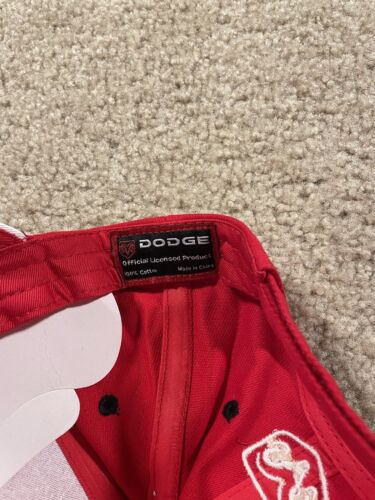 DODGE
Official Licensed Product
100% Cotton Made in China